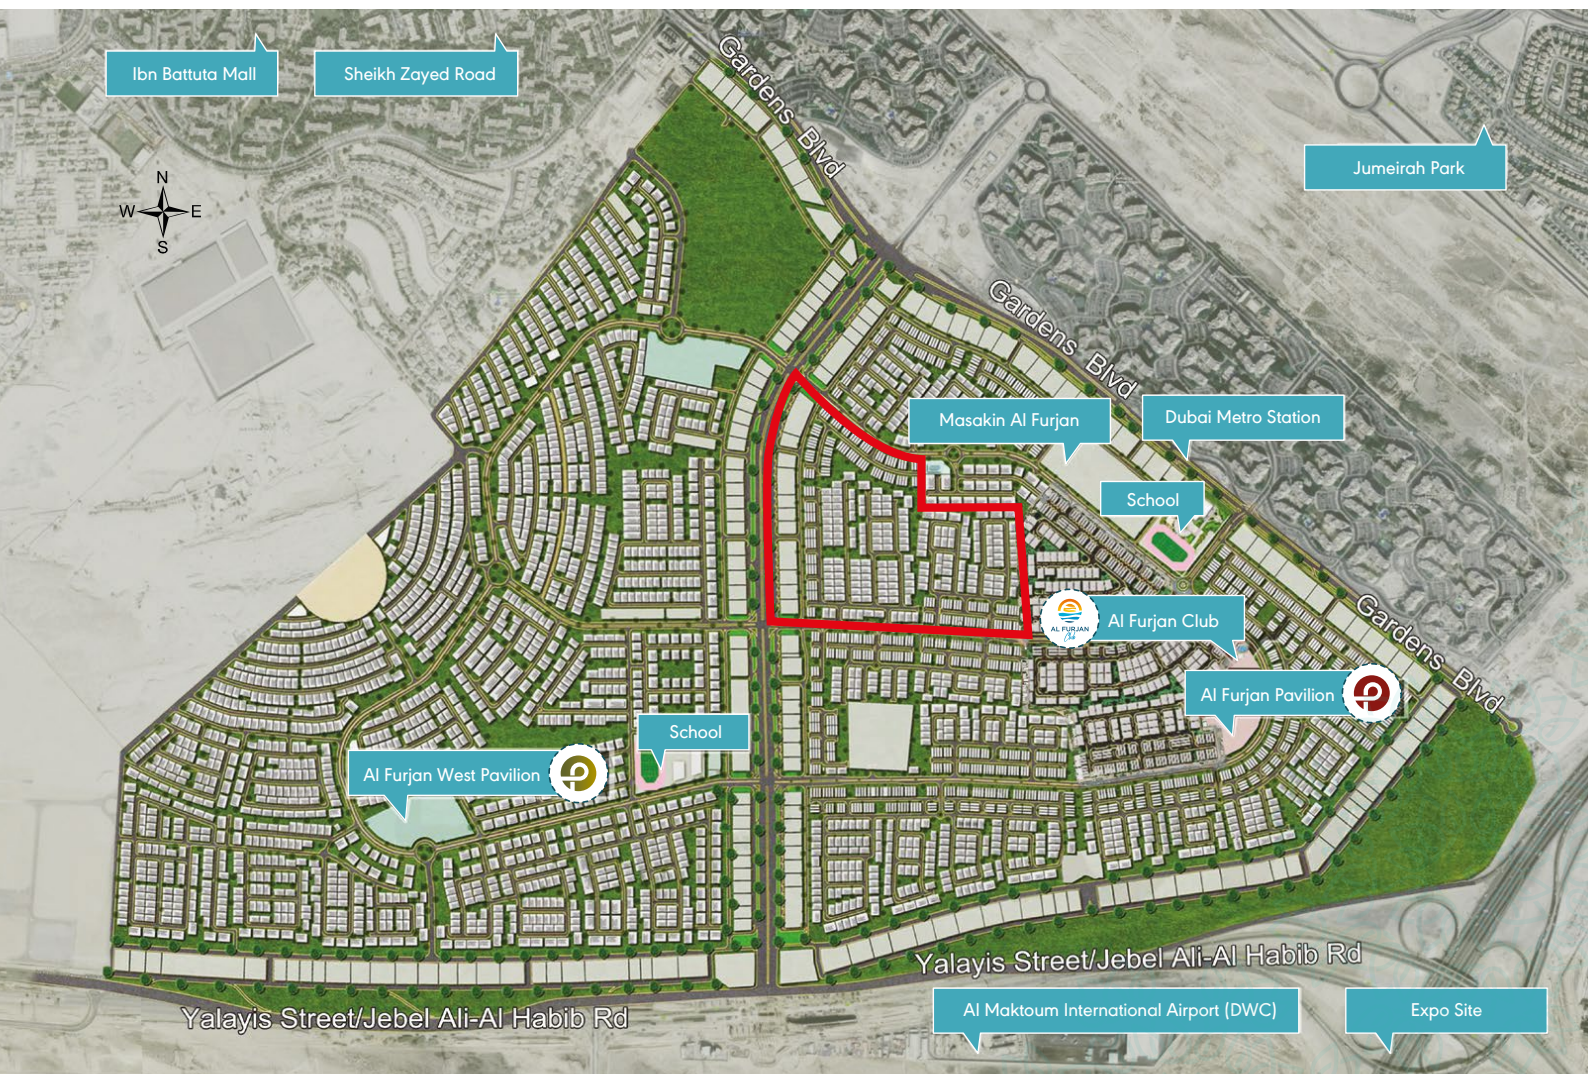 Ibn Battuta Mall
Sheikh Zayed Road
Gardens Blvd
Jumeirah Park
N
W E
S
Gardens Blvd
Masakin Al Furjan
Dubai Metro Station
School
AL FURJAN
Club
Al Furjan Club
Gardens Blvd
Al Furjan Pavilion
School
Al Furjan West Pavilion
Yalayis Street/Jebel Ali-Al Habib Rd
Yalayis Street/Jebel Ali-Al Habib Rd
Al Maktoum International Airport (DWC)
Expo Site